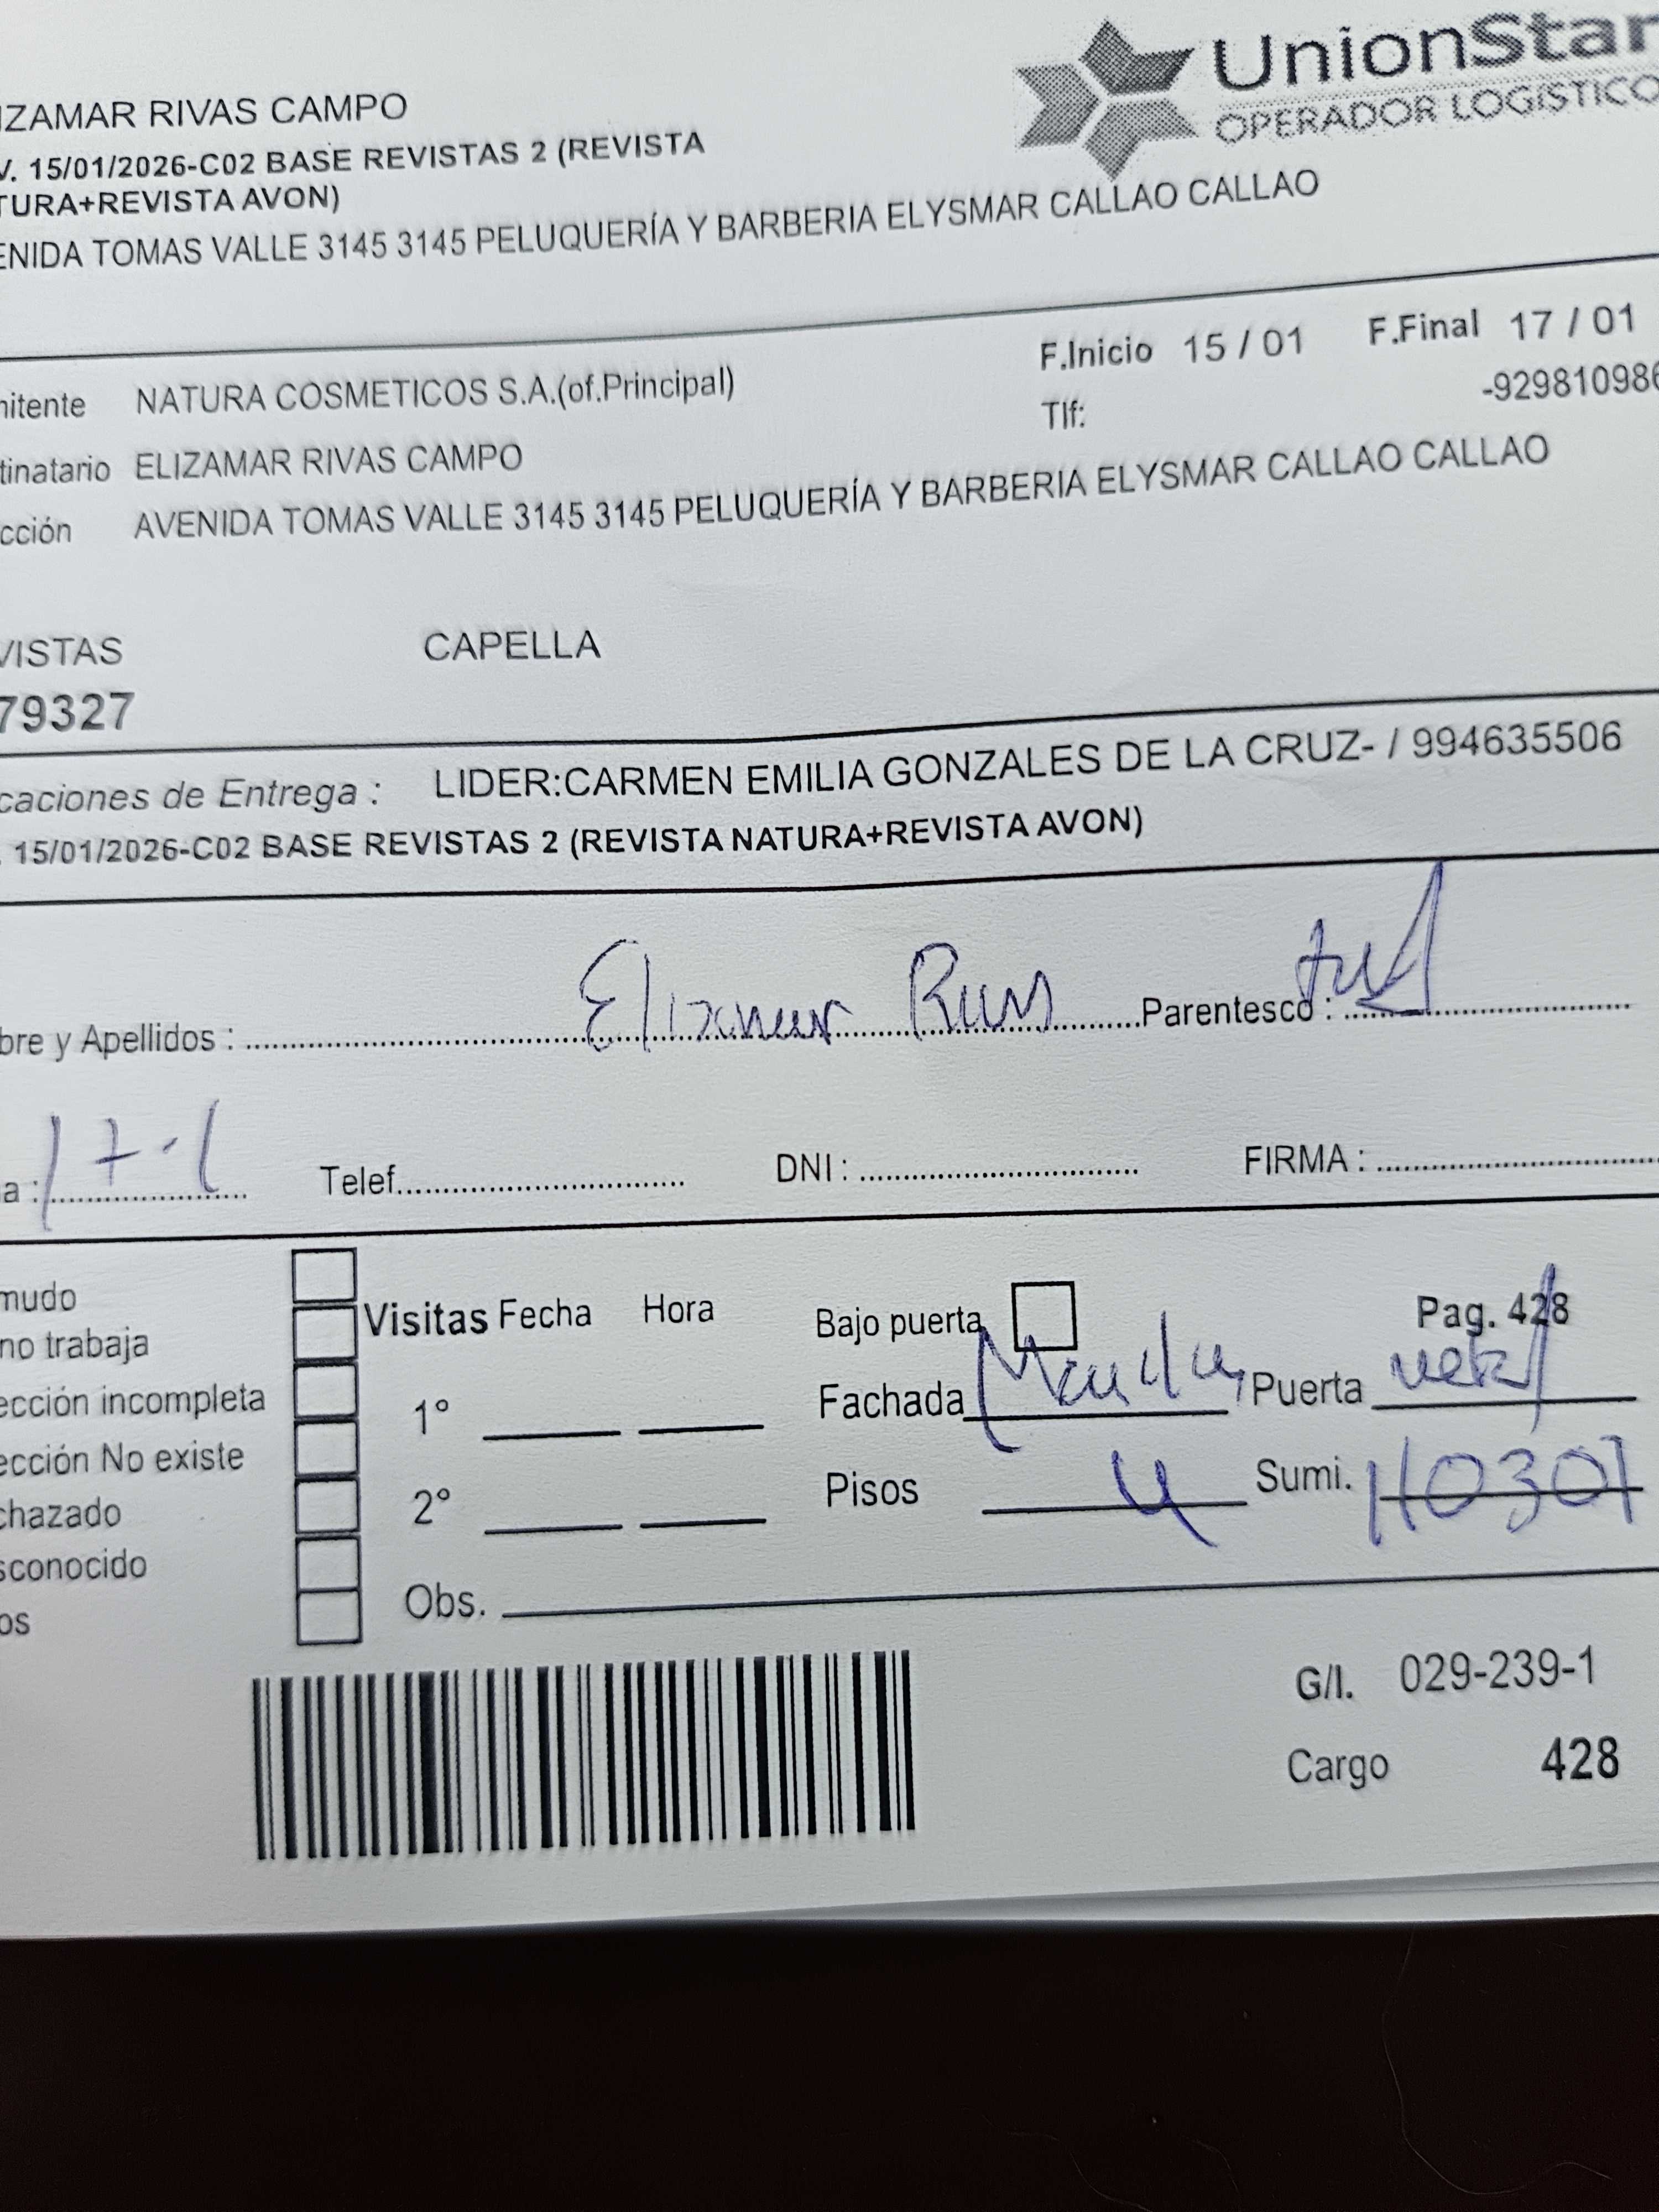 UnionStar
OPERADOR LOGISTICO
IZAMAR RIVAS CAMPO
V. 15/01/2026-C02 BASE REVISTAS 2 (REVISTA
TURA+REVISTA AVON)
ENIDA TOMAS VALLE 3145 3145 PELUQUERÍA Y BARBERIA ELYSMAR CALLAO CALLAO
F.Inicio 15 / 01 F.Final 17 / 01
mitente NATURA COSMETICOS S.A.(of.Principal) Tlf: -92981098
tinatario ELIZAMAR RIVAS CAMPO
cción AVENIDA TOMAS VALLE 3145 3145 PELUQUERÍA Y BARBERIA ELYSMAR CALLAO CALLAO
VISTAS CAPELLA
79327
caciones de Entrega : LIDER:CARMEN EMILIA GONZALES DE LA CRUZ- / 994635506
. 15/01/2026-C02 BASE REVISTAS 2 (REVISTA NATURA+REVISTA AVON)
bre y Apellidos : Elizamar Rivas Parentesco :
a : 17-1 Telef. DNI : FIRMA :
mudo
no trabaja
ección incompleta
ección No existe
chazado
sconocido
os
Visitas Fecha Hora
1°
2°
Obs.
Bajo puerta Pag. 428
Fachada Puerta
Pisos 4 Sumi. 110301
G/I. 029-239-1
Cargo 428